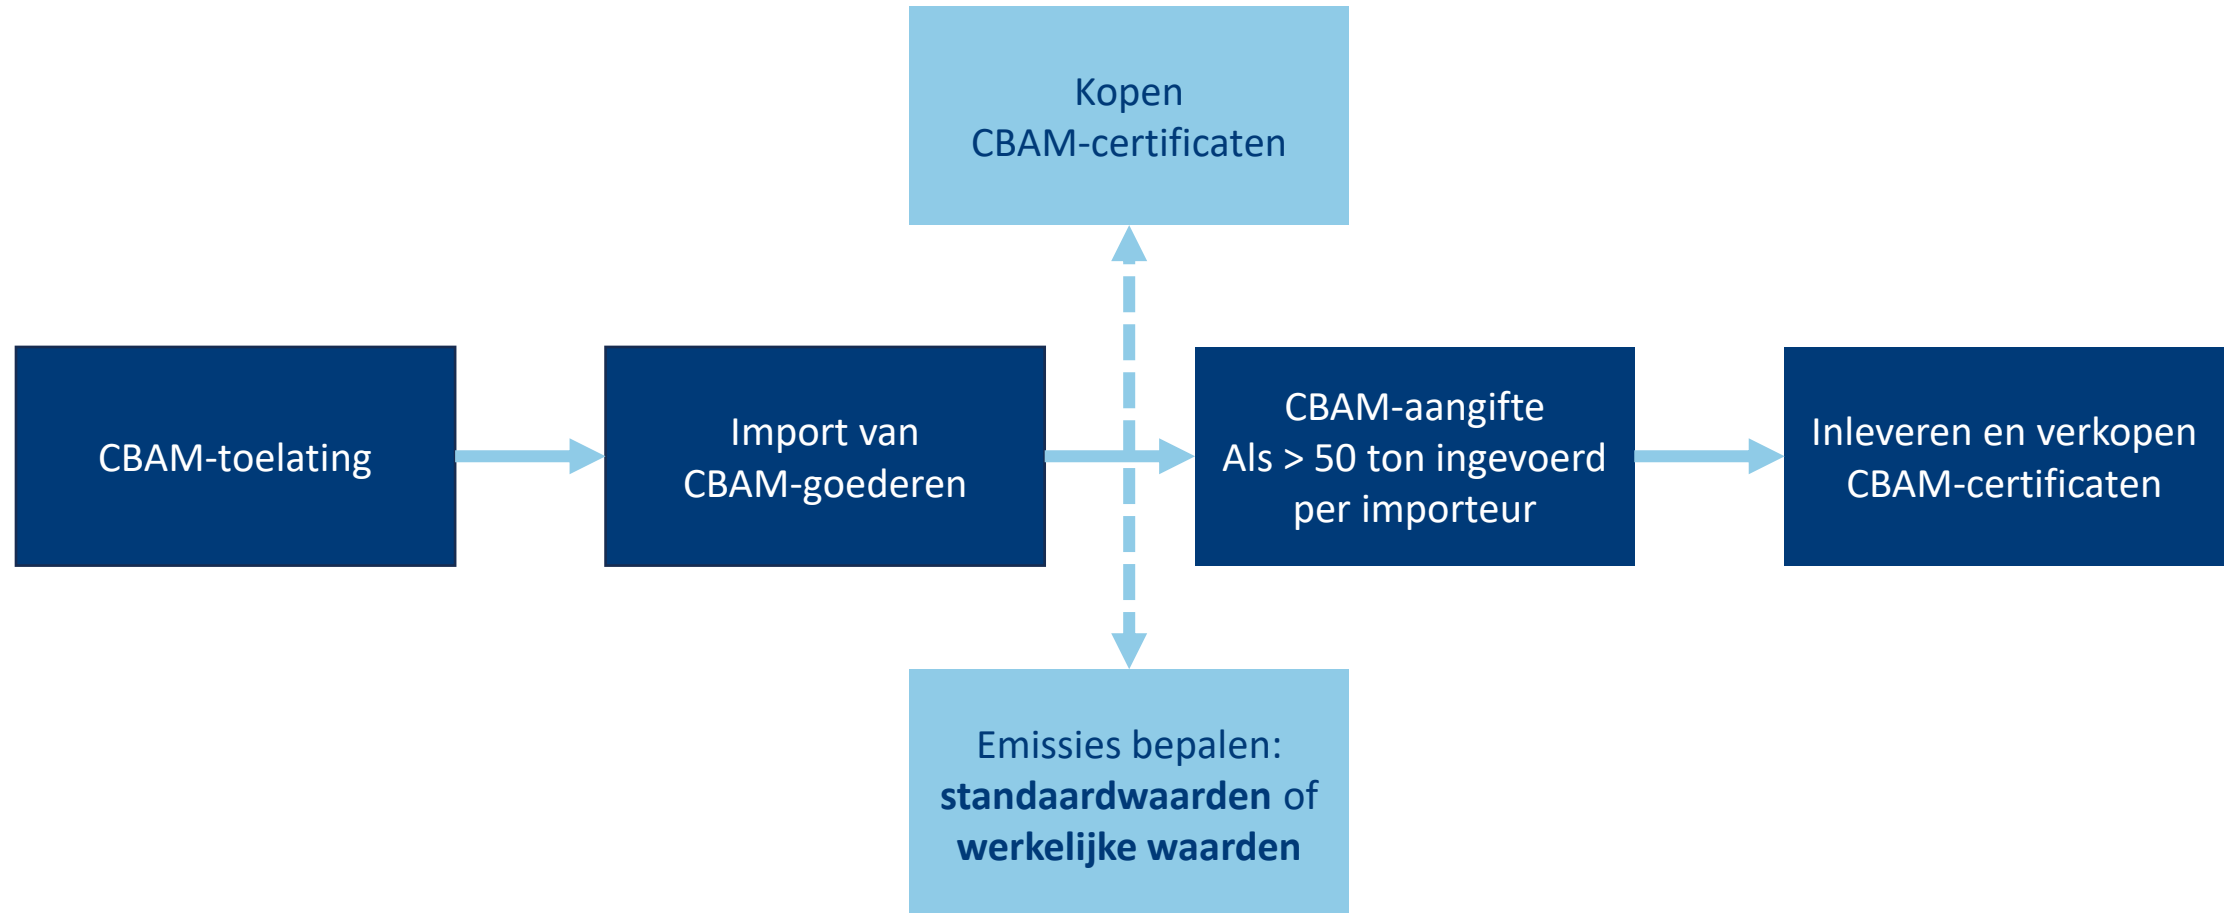 Kopen
CBAM-certificaten
CBAM-toelating
Import van
CBAM-goederen
CBAM-aangifte
Als > 50 ton ingevoerd
per importeur
Inleveren en verkopen
CBAM-certificaten
Emissies bepalen:
standaardwaarden of
werkelijke waarden